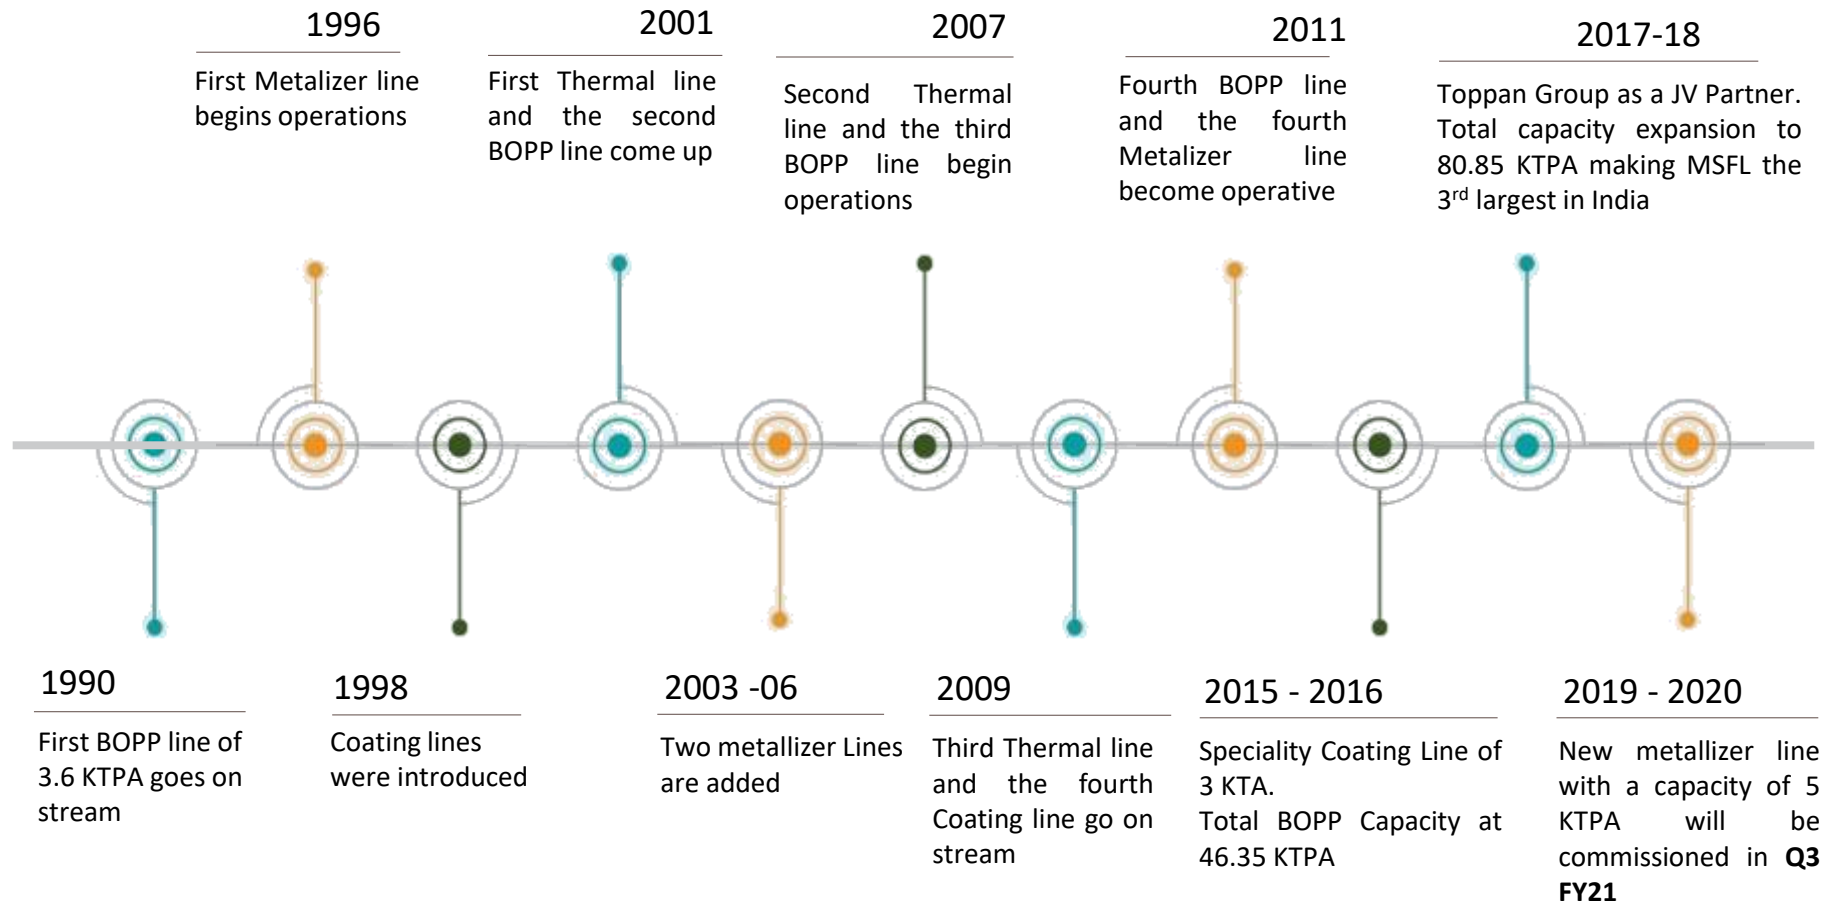 1996
First Metalizer line
begins operations
2001
First Thermal line
and the second
BOPP line come up
2007
Second Thermal
line and the third
BOPP line begin
operations
2011
Fourth BOPP line
and the fourth
Metalizer line
become operative
2017-18
Toppan Group as a JV Partner.
Total capacity expansion to
80.85 KTPA making MSFL the
3rd largest in India
1990
First BOPP line of
3.6 KTPA goes on
stream
1998
Coating lines
were introduced
2003 -06
Two metallizer Lines
are added
2009
Third Thermal line
and the fourth
Coating line go on
stream
2015 - 2016
Speciality Coating Line of
3 KTA.
Total BOPP Capacity at
46.35 KTPA
2019 - 2020
New metallizer line
with a capacity of 5
KTPA will be
commissioned in Q3
FY21